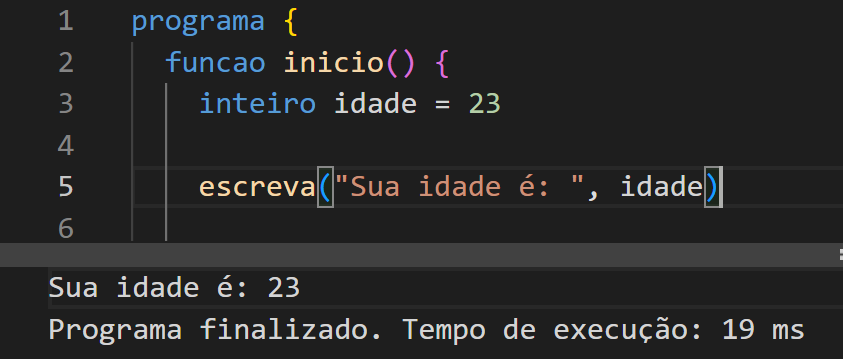 1 programa {
2 funcao inicio() {
3 inteiro idade = 23
4
5 escreva("Sua idade é: ", idade)
6
Sua idade é: 23
Programa finalizado. Tempo de execução: 19 ms